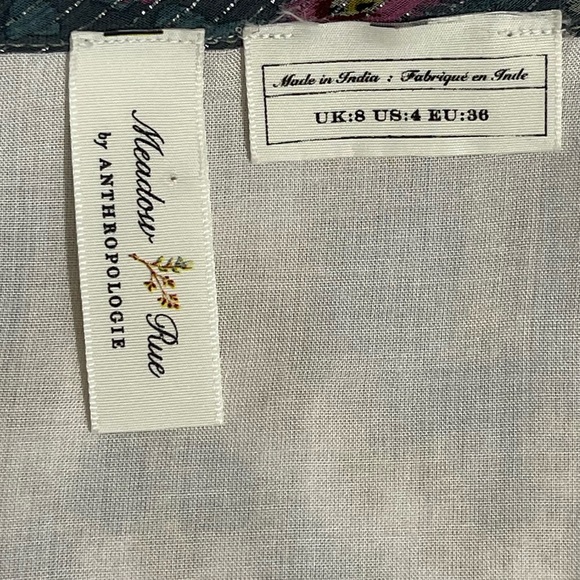 Meadow Rue
by ANTHROPOLOGIE
Made in India : Fabriqué en Inde
UK:8 US:4 EU:36